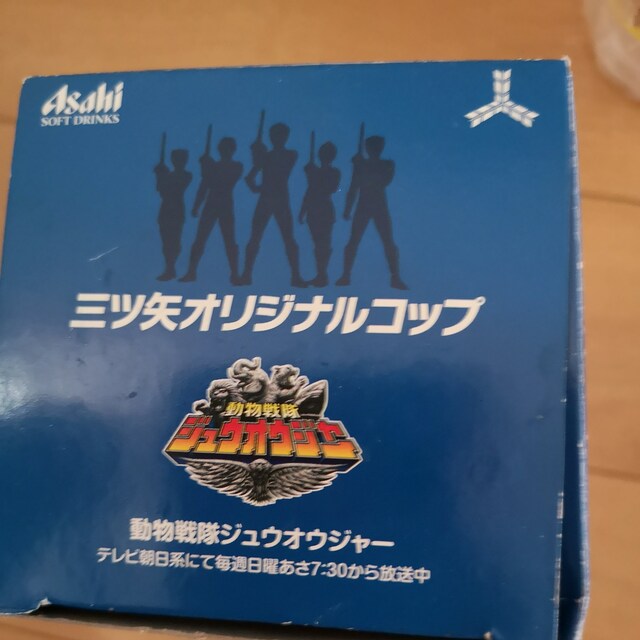 Asahi
SOFT DRINKS
三ツ矢オリジナルコップ
動物戦隊
ジュウオウジャー
動物戦隊ジュウオウジャー
テレビ朝日系にて毎週日曜あさ7:30から放送中